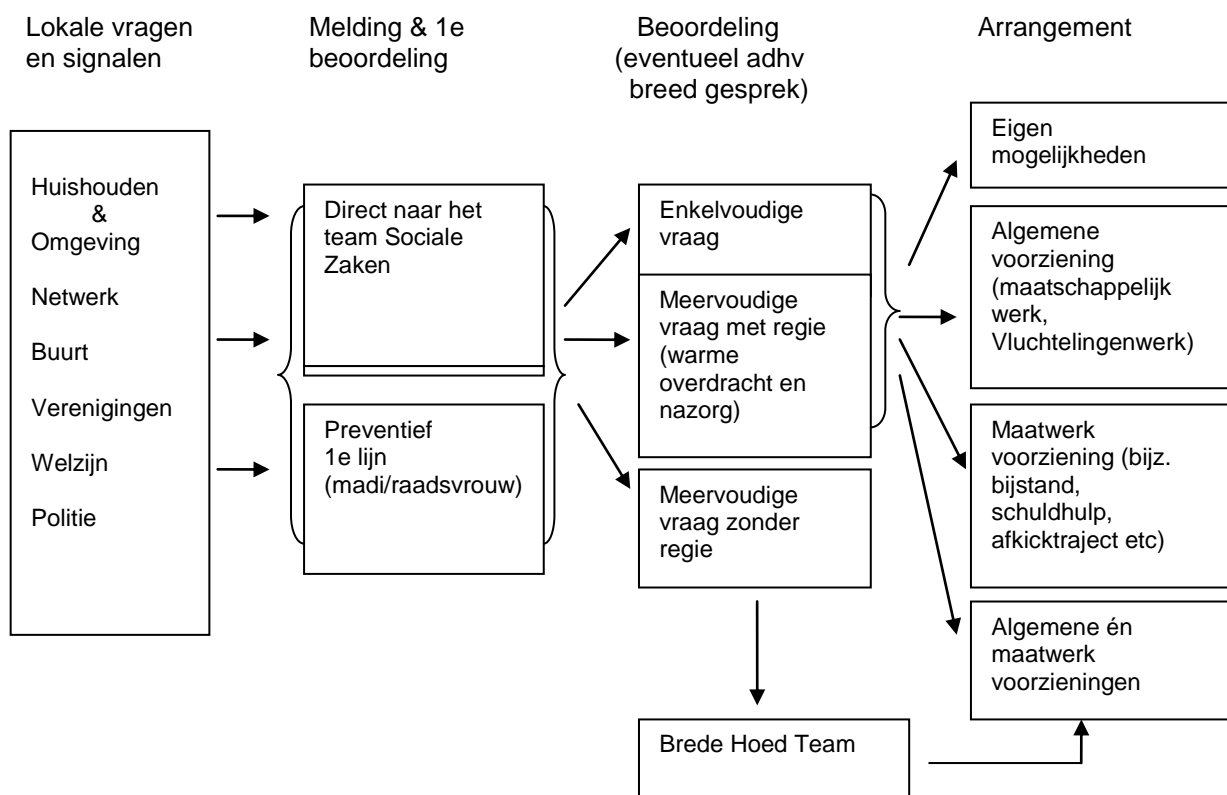 Lokale vragen
en signalen
Melding & 1e
beoordeling
Beoordeling
(eventueel adhv
breed gesprek)
Arrangement
Huishouden
&
Omgeving
Netwerk
Buurt
Verenigingen
Welzijn
Politie
Direct naar het
team Sociale
Zaken
Preventief
1e lijn
(madi/raadsvrouw)
Enkelvoudige
vraag
Meervoudige
vraag met regie
(warme
overdracht en
nazorg)
Meervoudige
vraag zonder
regie
Brede Hoed Team
Eigen
mogelijkheden
Algemene
voorziening
(maatschappelijk
werk,
Vluchtelingenwerk)
Maatwerk
voorziening (bijz.
bijstand,
schuldhulp,
afkicktraject etc)
Algemene én
maatwerk
voorzieningen